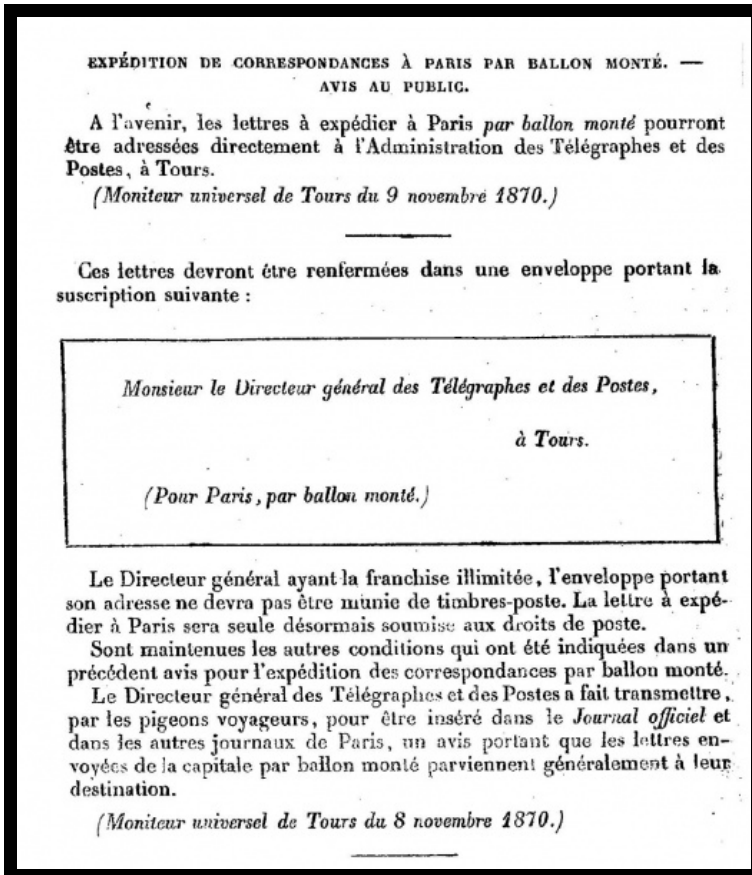 EXPÉDITION DE CORRESPONDANCES À PARIS PAR BALLON MONTÉ. —
AVIS AU PUBLIC.
A l'avenir, les lettres à expédier à Paris par ballon monté pourront
être adressées directement à l'Administration des Télégraphes et des
Postes, à Tours.
(Moniteur universel de Tours du 9 novembre 1870.)
Ces lettres devront être renfermées dans une enveloppe portant la
suscription suivante :
Monsieur le Directeur général des Télégraphes et des Postes,
à Tours.
(Pour Paris, par ballon monté.)
Le Directeur général ayant la franchise illimitée, l'enveloppe portant
son adresse ne devra pas être munie de timbres-poste. La lettre à expé-
dier à Paris sera seule désormais soumise aux droits de poste.
Sont maintenues les autres conditions qui ont été indiquées dans un
précédent avis pour l'expédition des correspondances par ballon monté.
Le Directeur général des Télégraphes et des Postes a fait transmettre,
par les pigeons voyageurs, pour être inséré dans le Journal officiel et
dans les autres journaux de Paris, un avis portant que les lettres en-
voyées de la capitale par ballon monté parviennent généralement à leur
destination.
(Moniteur universel de Tours du 8 novembre 1870.)